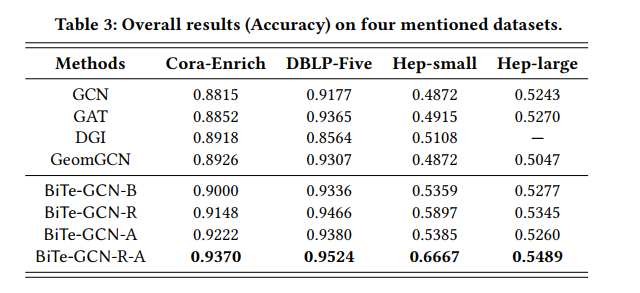 Table 3: Overall results (Accuracy) on four mentioned datasets.
Methods Cora-Enrich DBLP-Five Hep-small Hep-large
GCN 0.8815 0.9177 0.4872 0.5243
GAT 0.8852 0.9365 0.4915 0.5270
DGI 0.8918 0.8564 0.5108 —
GeomGCN 0.8926 0.9307 0.4872 0.5047
BiTe-GCN-B 0.9000 0.9336 0.5359 0.5277
BiTe-GCN-R 0.9148 0.9466 0.5897 0.5345
BiTe-GCN-A 0.9222 0.9380 0.5385 0.5260
BiTe-GCN-R-A 0.9370 0.9524 0.6667 0.5489